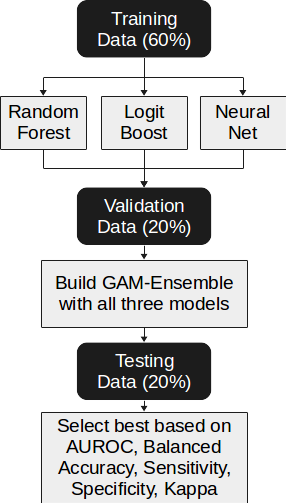 Training
Data (60%)
Random
Forest
Logit
Boost
Neural
Net
Validation
Data (20%)
Build GAM-Ensemble
with all three models
Testing
Data (20%)
Select best based on
AUROC, Balanced
Accuracy, Sensitivity,
Specificity, Kappa